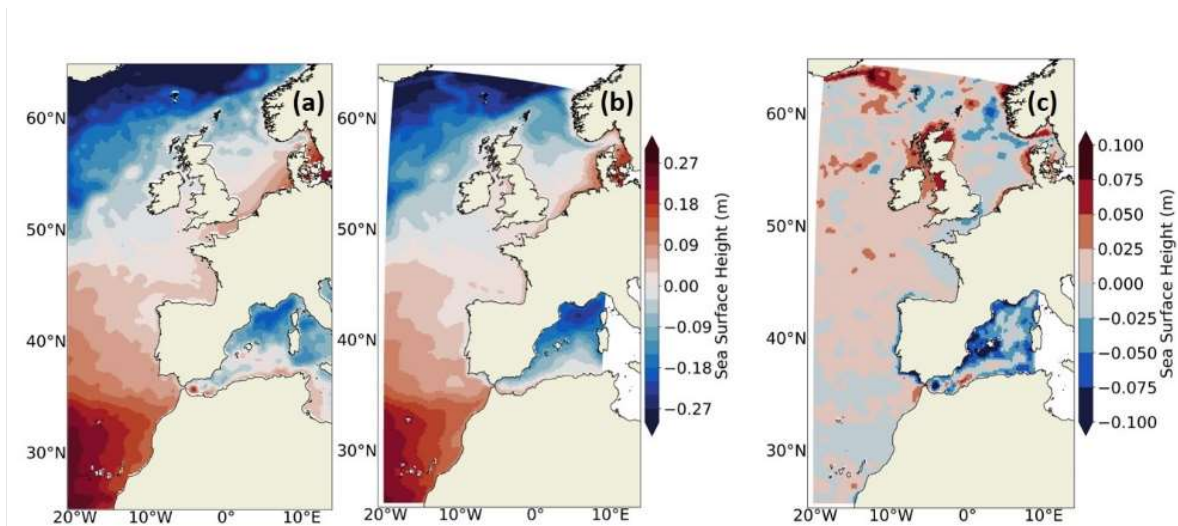 (a)
(b)
(c)
60°N
50°N
40°N
30°N
20°W 10°W 0° 10°E
60°N
50°N
40°N
30°N
20°W 10°W 0° 10°E
0.27
0.18
0.09
0.00
−0.09
−0.18
−0.27
Sea Surface Height (m)
60°N
50°N
40°N
30°N
20°W 10°W 0° 10°E
0.100
0.075
0.050
0.025
0.000
−0.025
−0.050
−0.075
−0.100
Sea Surface Height (m)